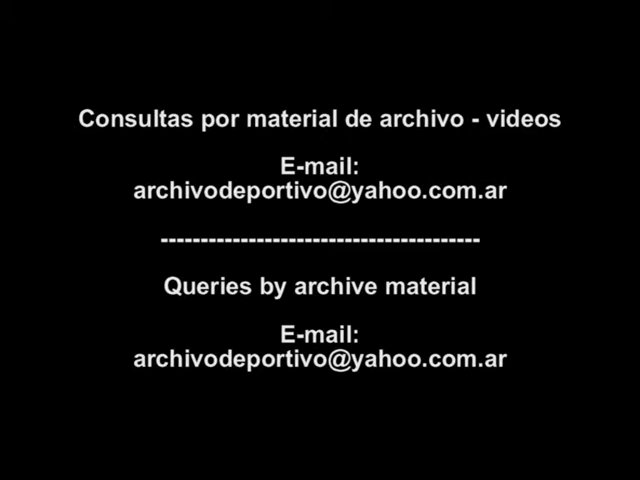 Consultas por material de archivo - videos
E-mail:
archivodeportivo@yahoo.com.ar
----------------------------------------
Queries by archive material
E-mail:
archivodeportivo@yahoo.com.ar